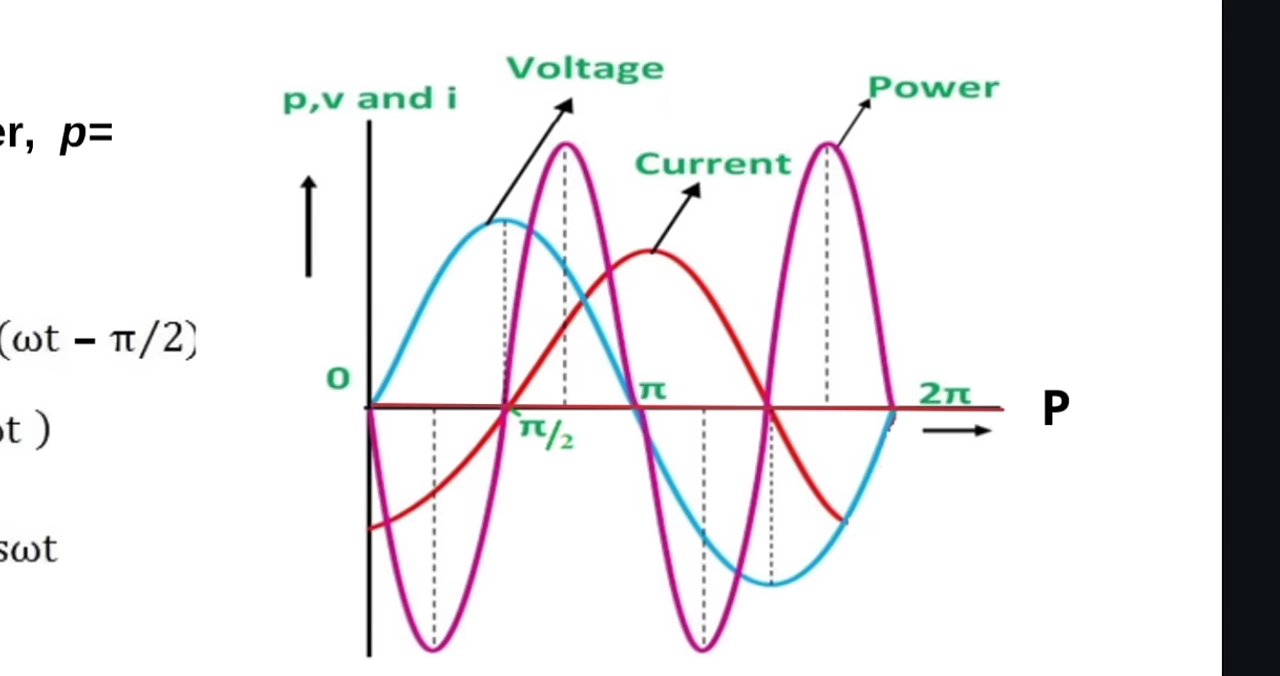 Voltage
p,v and i
Power
er, p=
Current
(ωt – π/2)
0
π
2π
P
π/2
ωt )
sωt